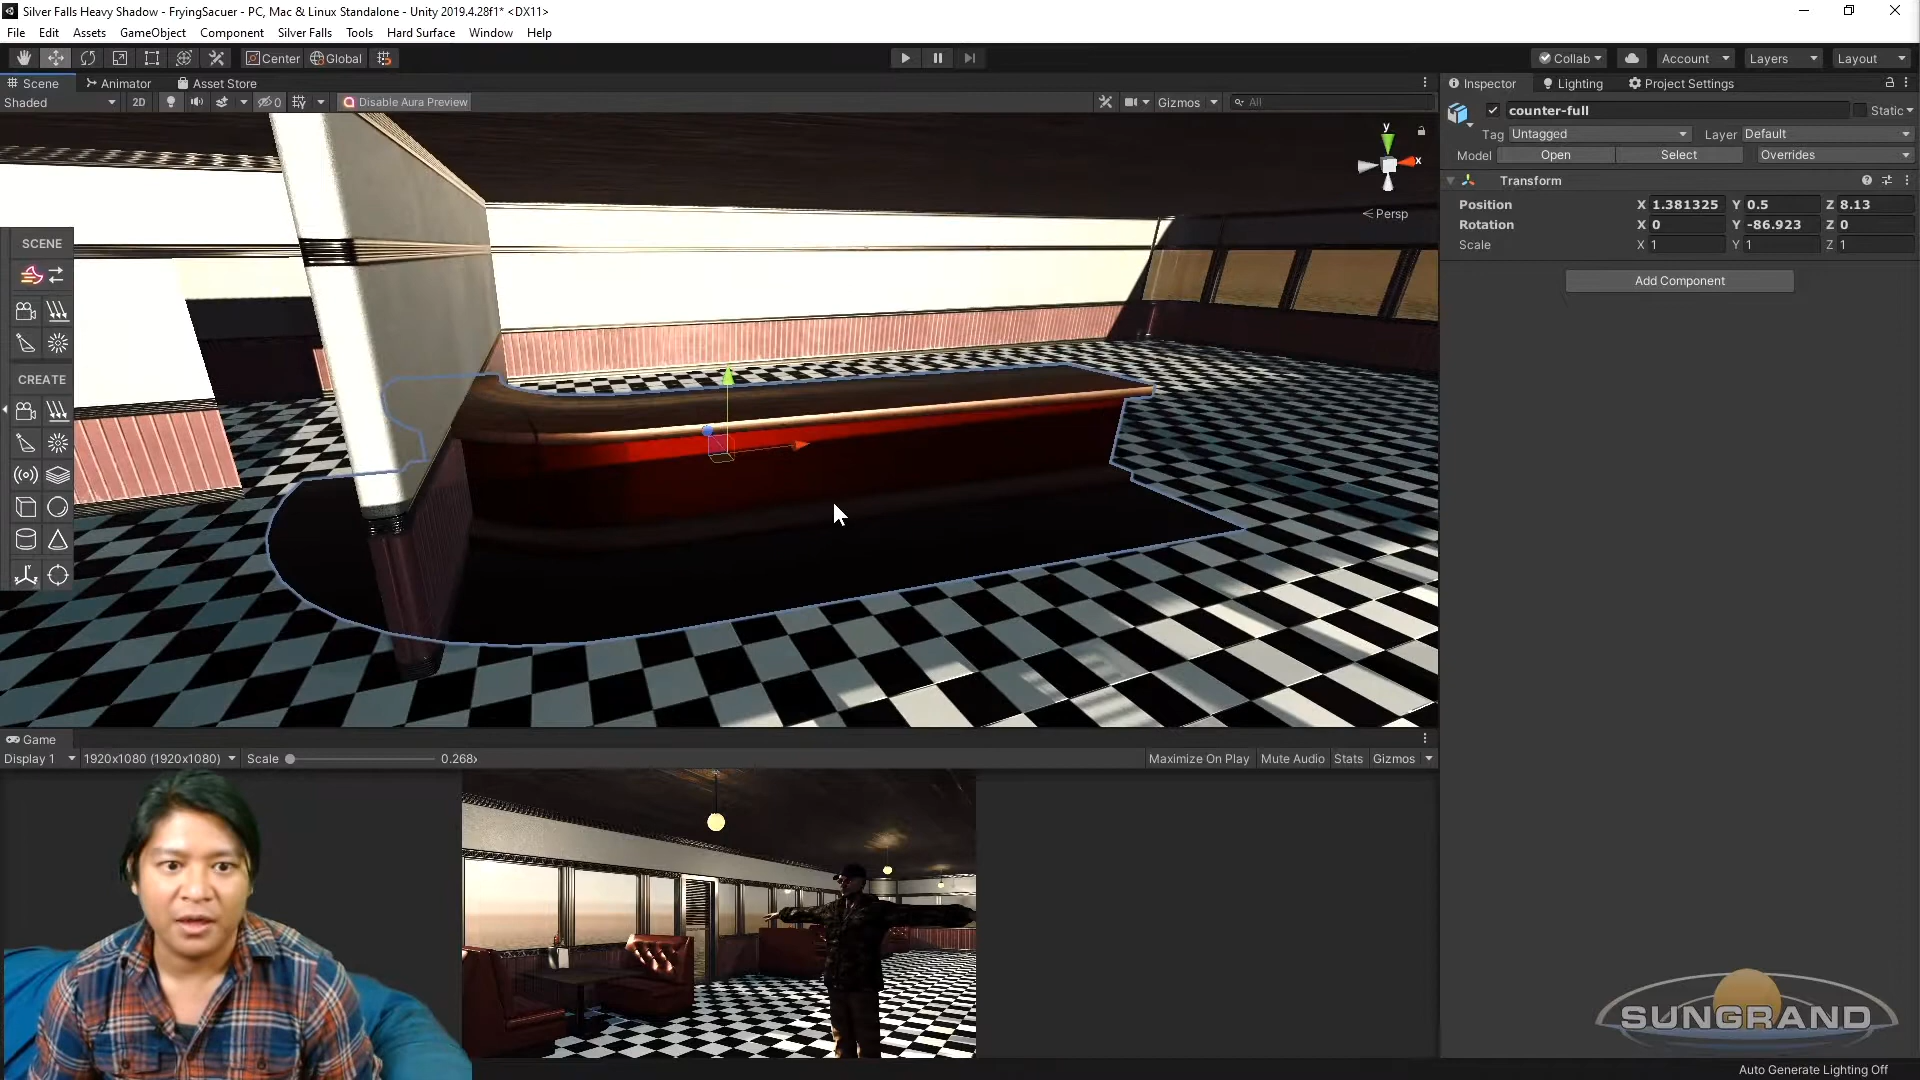 Silver Falls Heavy Shadow - FryingSacuer - PC, Mac & Linux Standalone - Unity 2019.4.28f1* <DX11>
File Edit Assets GameObject Component Silver Falls Tools Hard Surface Window Help
Center Global Collab Account Layers Layout
Scene Animator Asset Store Inspector Lighting Project Settings
Shaded 2D 0 Disable Aura Preview Gizmos All
counter-full Static
Tag Untagged Layer Default
Model Open Select Overrides
Transform
Position X 1.381325 Y 0.5 Z 8.13
Rotation X 0 Y -86.923 Z 0
Scale X 1 Y 1 Z 1
Add Component
y
x
< Persp
SCENE
CREATE
Game
Display 1 1920x1080 (1920x1080) Scale 0.268x Maximize On Play Mute Audio Stats Gizmos
SUNGRAND
Auto Generate Lighting Off